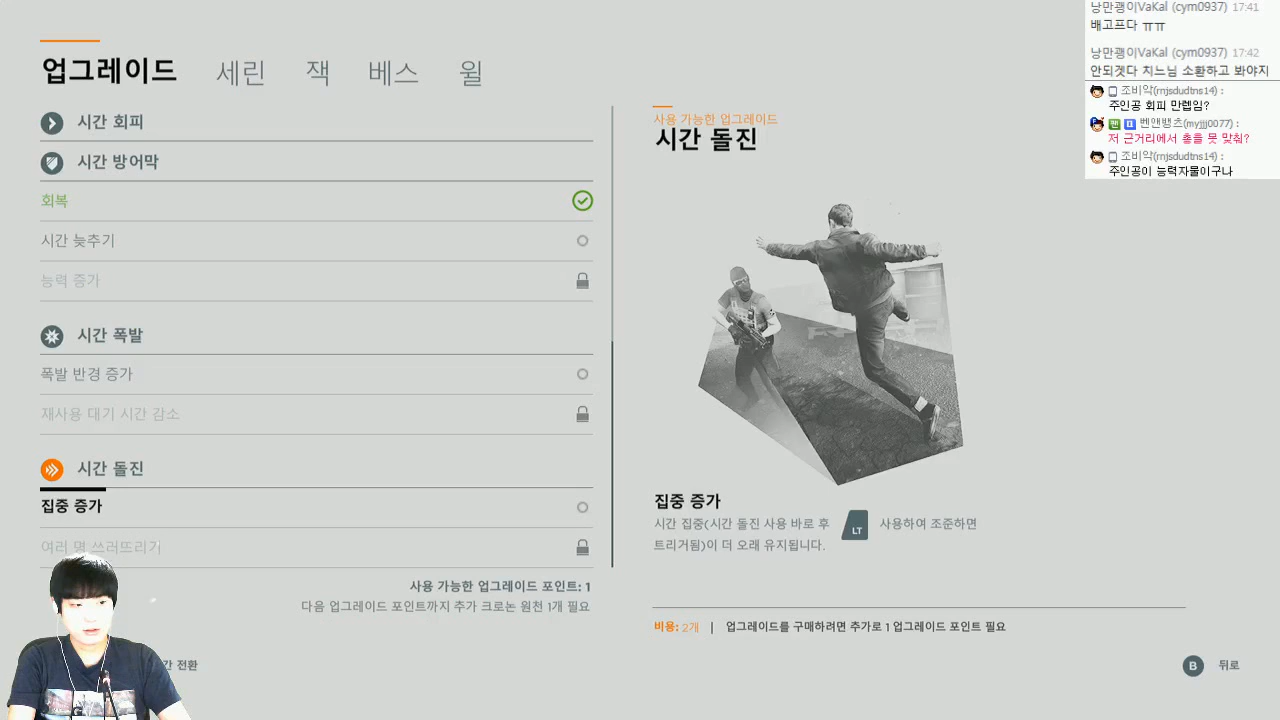 업그레이드 세린 잭 베스 윌
시간 회피
시간 방어막
회복
시간 늦추기
능력 증가
시간 폭발
폭발 반경 증가
재사용 대기 시간 감소
시간 돌진
집중 증가
여러 명 쓰러뜨리기
사용 가능한 업그레이드 포인트: 1
다음 업그레이드 포인트까지 추가 크로논 원천 1개 필요
간 전환
사용 가능한 업그레이드
시간 돌진
집중 증가
시간 집중(시간 돌진 사용 바로 후 LT 사용하여 조준하면
트리거됨)이 더 오래 유지됩니다.
비용: 2개 | 업그레이드를 구매하려면 추가로 1 업그레이드 포인트 필요
B 뒤로
낭만괭이VaKal (cym0937) 17:41
배고프다 ㅠㅠ
낭만괭이VaKal (cym0937) 17:42
안되겟다 치느님 소환하고 봐야지
조비악(rnjsdudtns14) :
주인공 회피 만렙임?
벤앤뱅츠(myjjj0077) :
저 근거리에서 총을 못 맞춰?
조비악(rnjsdudtns14) :
주인공이 능력자물이구나